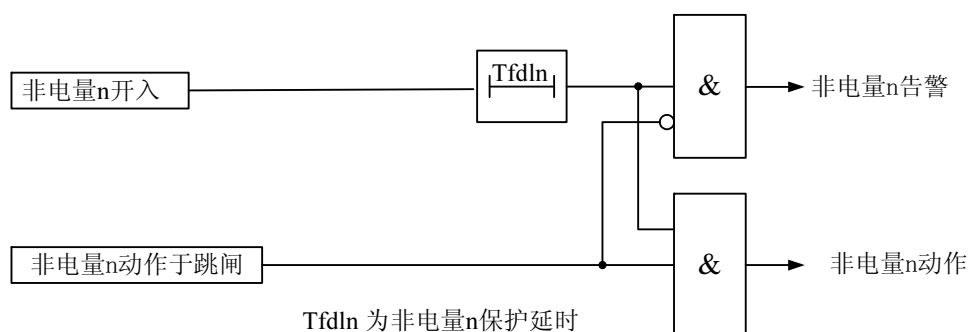 Tfdln
非电量n开入
&
非电量n告警
非电量n动作于跳闸
&
非电量n动作
Tfdln 为非电量n保护延时